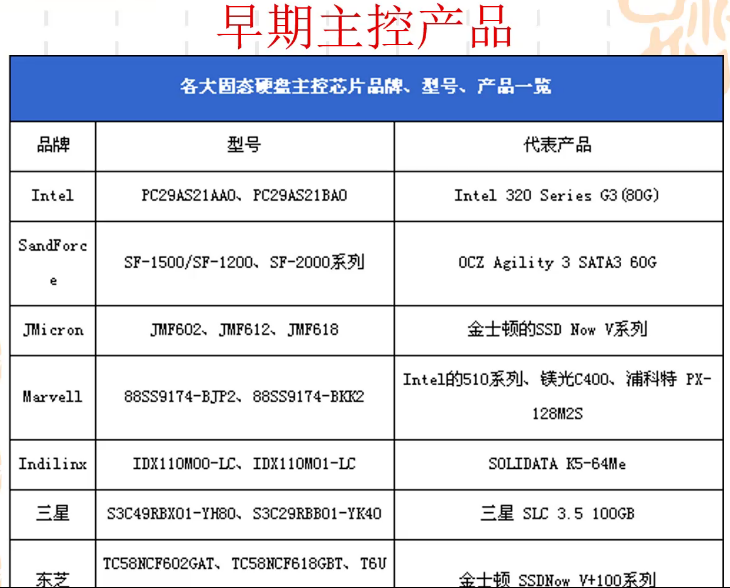 早期主控产品
各大固态硬盘主控芯片品牌、型号、产品一览
品牌 型号 代表产品
Intel PC29AS21AA0、PC29AS21BA0 Intel 320 Series G3(80G)
SandForc
e
SF-1500/SF-1200、SF-2000系列 OCZ Agility 3 SATA3 60G
JMicron JMF602、JMF612、JMF618 金士顿的SSD Now V系列
Marvell 88SS9174-BJP2、88SS9174-BKK2 Intel的510系列、镁光C400、浦科特 PX-
128M2S
Indilinx IDX110M00-LC、IDX110M01-LC SOLIDATA K5-64Me
三星 S3C49RBX01-YH80、S3C29RBB01-YK40 三星 SLC 3.5 100GB
东芝 TC58NCF602GAT、TC58NCF618GBT、T6U 金士顿 SSDNow V+100系列